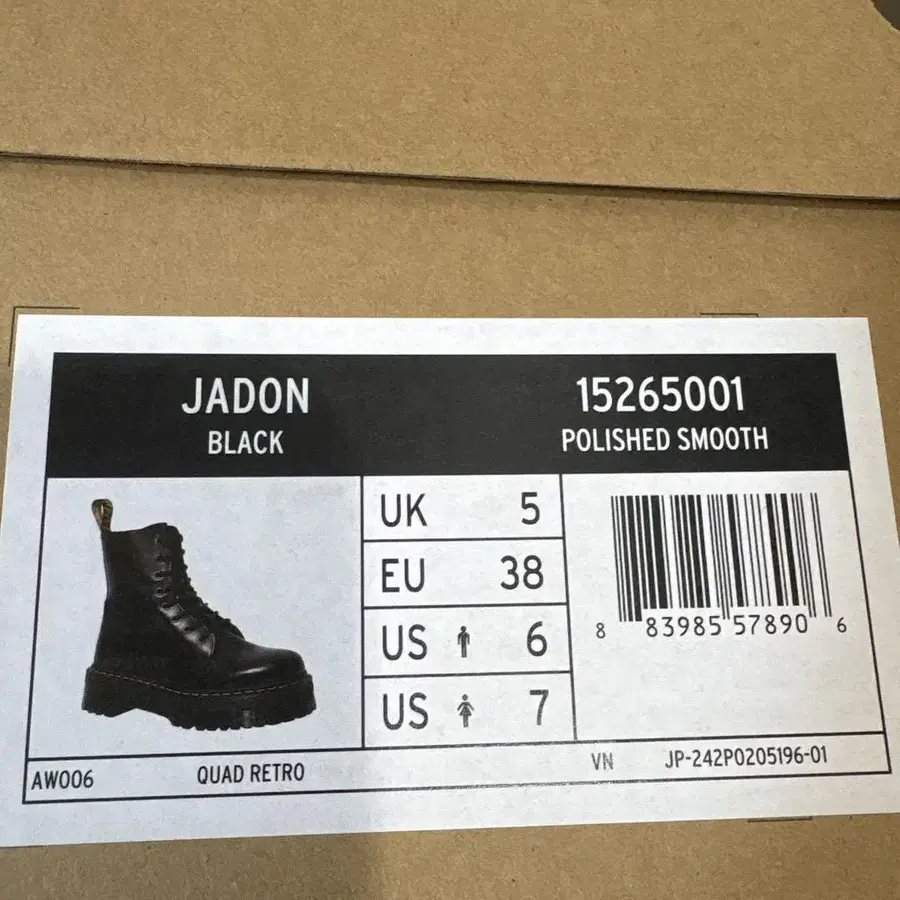 JADON
BLACK
15265001
POLISHED SMOOTH
UK 5
EU 38
US 6
US 7
8 83985 57890 6
AW006
QUAD RETRO
VN
JP-242P0205196-01